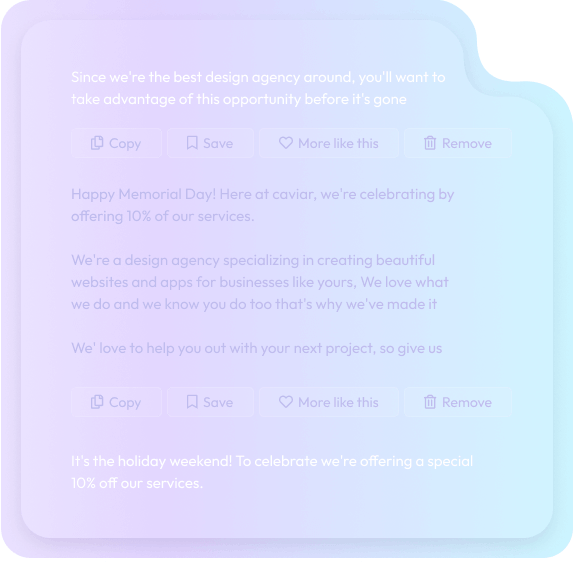 Since we're the best design agency around, you'll want to
take advantage of this opportunity before it's gone
Copy Save More like this Remove
Happy Memorial Day! Here at caviar, we're celebrating by
offering 10% of our services.
We're a design agency specializing in creating beautiful
websites and apps for businesses like yours, We love what
we do and we know you do too that's why we've made it
We' love to help you out with your next project, so give us
Copy Save More like this Remove
It's the holiday weekend! To celebrate we're offering a special
10% off our services.